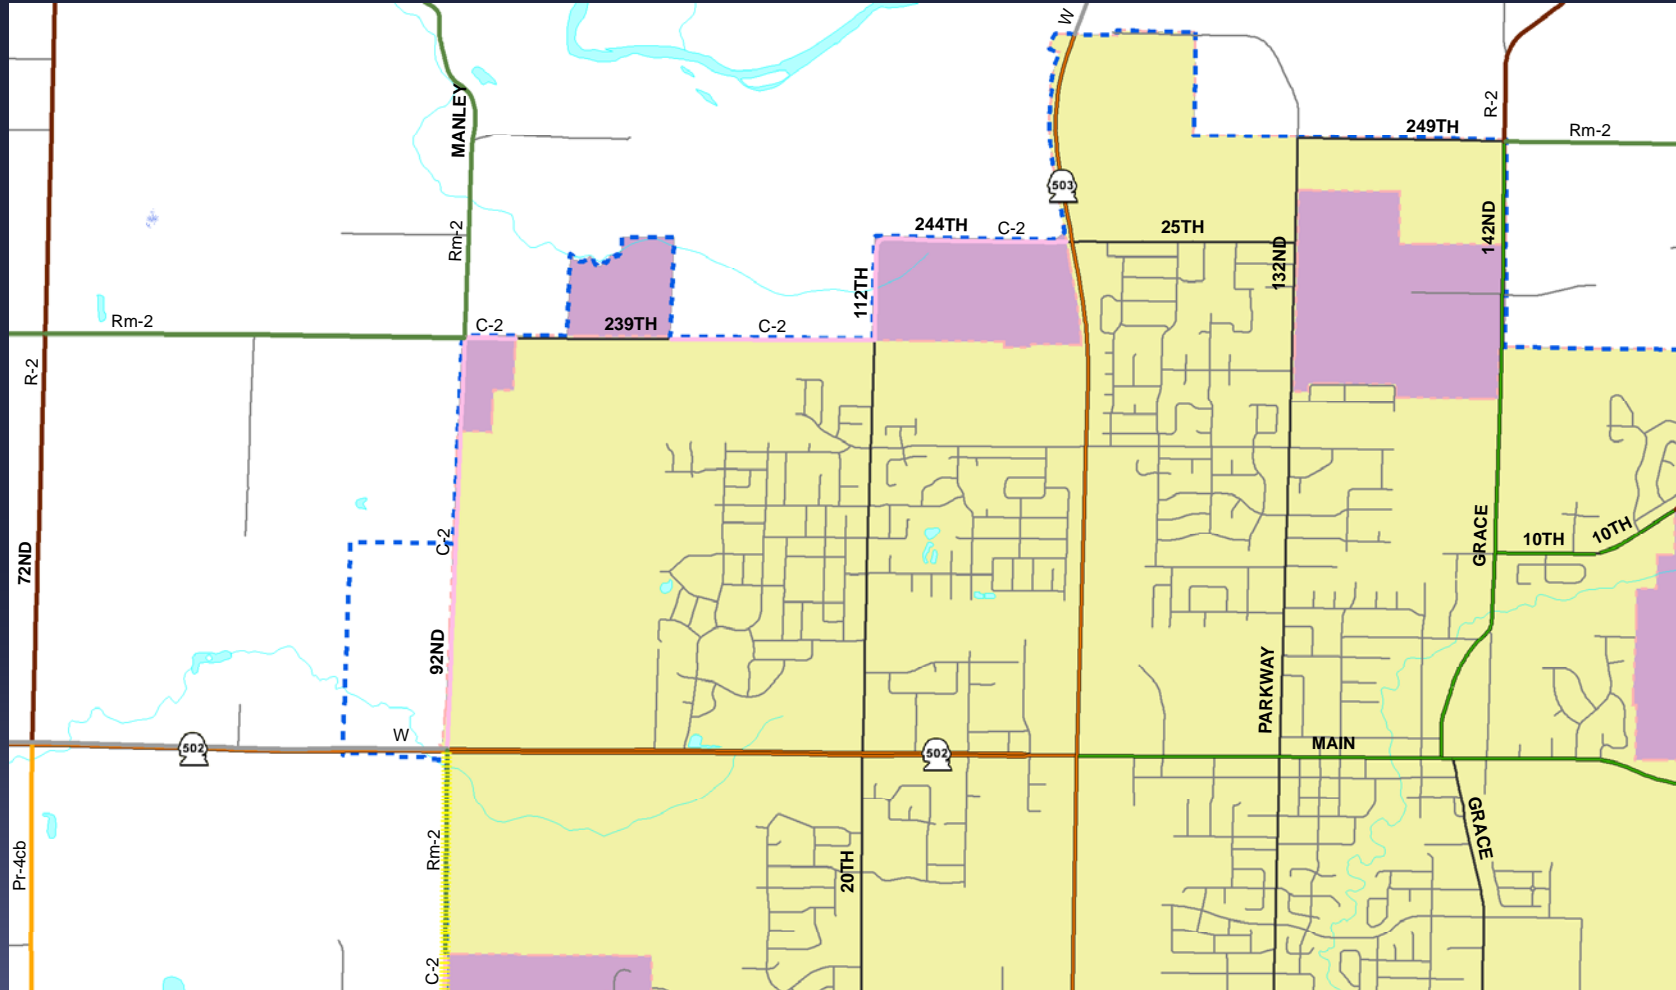 W
MANLEY
R-2
249TH
Rm-2
503
244TH
C-2
25TH
142ND
Rm-2
132ND
112TH
Rm-2
C-2
239TH
C-2
R-2
72ND
C-2
GRACE
10TH
10TH
92ND
PARKWAY
502
W
502
MAIN
Rm-2
GRACE
Pr-4cb
20TH
C-2